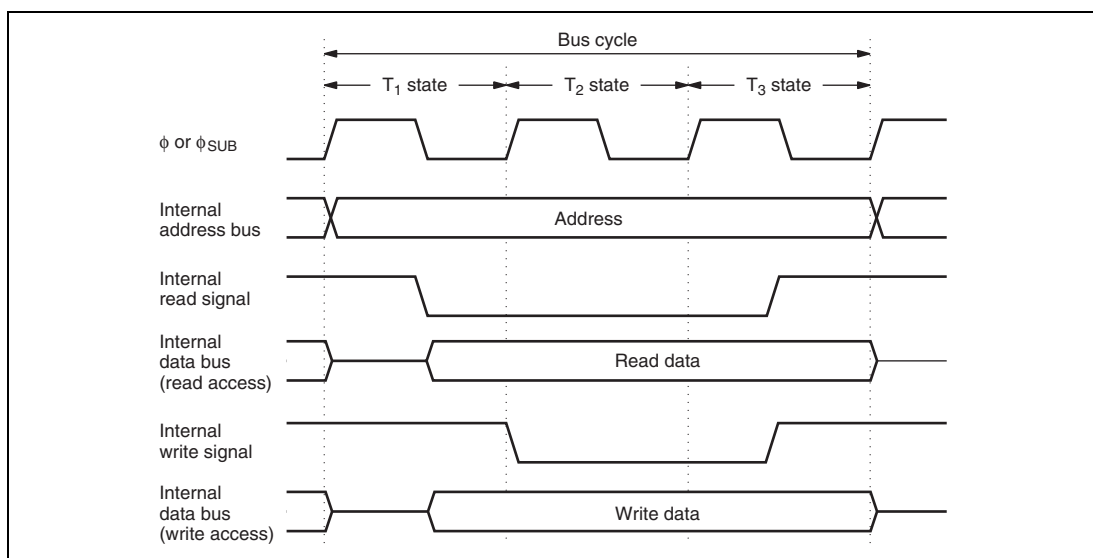 Bus cycle
T₁ state T₂ state T₃ state
ϕ or ϕSUB
Internal
address bus
Address
Internal
read signal
Internal
data bus
(read access)
Read data
Internal
write signal
Internal
data bus
(write access)
Write data